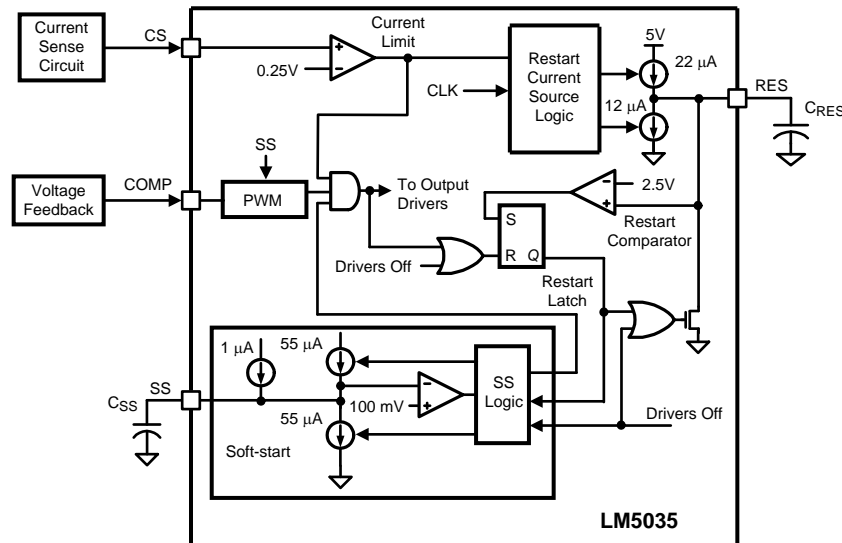 Current
Sense
Circuit
CS
0.25V
Current
Limit
CLK
Restart
Current
Source
Logic
5V
22 μA
12 μA
RES
CRES
Voltage
Feedback
COMP
SS
PWM
To Output
Drivers
2.5V
Restart
Comparator
S
R Q
Drivers Off
Restart
Latch
1 μA
55 μA
SS
CSS
100 mV
55 μA
SS
Logic
Drivers Off
Soft-start
LM5035